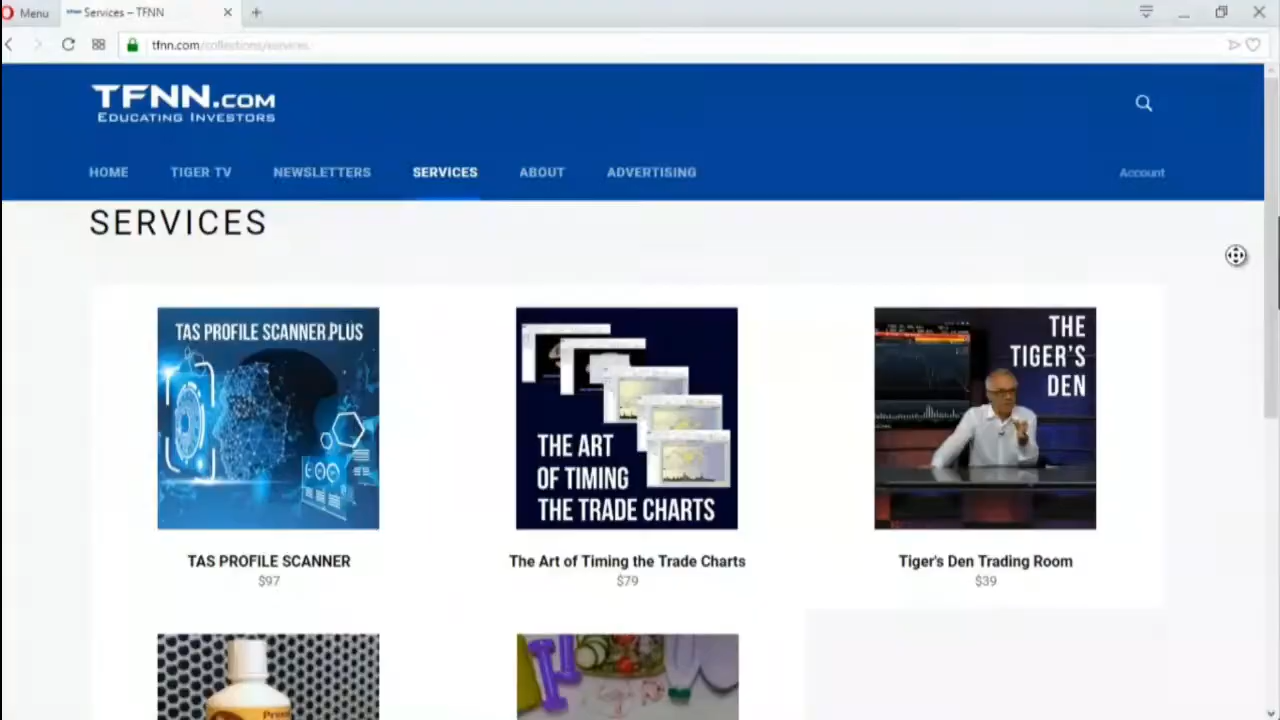 Menu
Services – TFNN
tfnn.com/collections/services
TFNN.COM
EDUCATING INVESTORS
HOME TIGER TV NEWSLETTERS SERVICES ABOUT ADVERTISING Account
SERVICES
TAS PROFILE SCANNER PLUS
THE ART
OF TIMING
THE TRADE CHARTS
THE
TIGER'S
DEN
TAS PROFILE SCANNER
$97
The Art of Timing the Trade Charts
$79
Tiger's Den Trading Room
$39